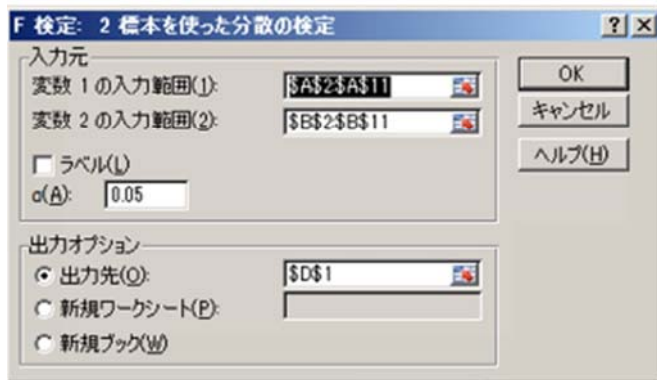 F 検定: 2 標本を使った分散の検定
入力元
変数 1 の入力範囲(1):
$A$2:$A$11
変数 2 の入力範囲(2):
$B$2:$B$11
ラベル(L)
α(A):
0.05
OK
キャンセル
ヘルプ(H)
出力オプション
出力先(O):
$D$1
新規ワークシート(P):
新規ブック(W)